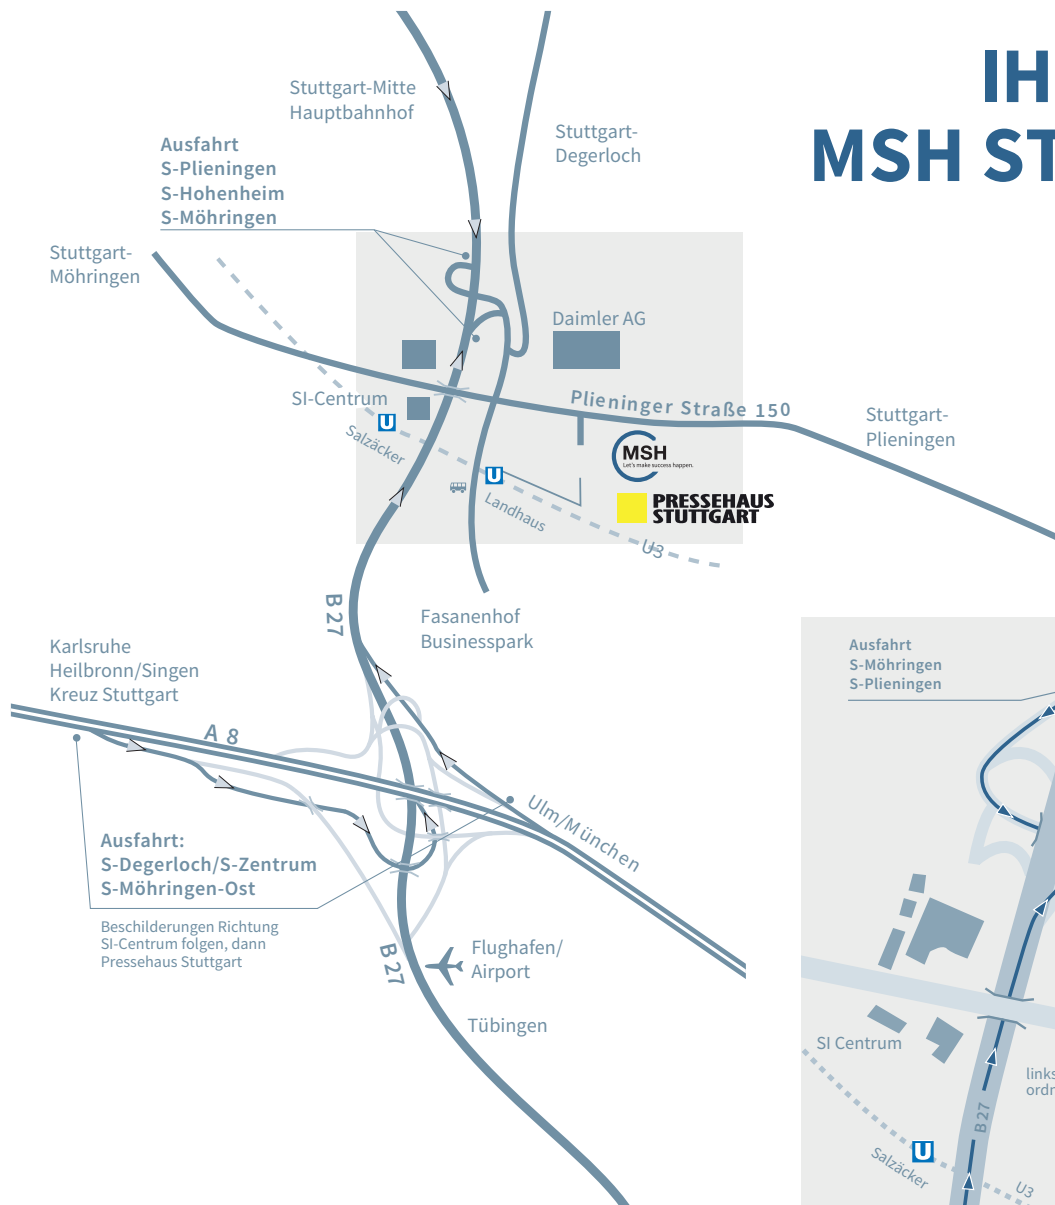 IH
MSH ST
Stuttgart-Mitte
Hauptbahnhof
Stuttgart-
Degerloch
Ausfahrt
S-Plieningen
S-Hohenheim
S-Möhringen
Stuttgart-
Möhringen
Daimler AG
SI-Centrum
Plieninger Straße 150
Stuttgart-
Plieningen
U
Salzäcker
MSH
Let's make success happen.
U
Landhaus
PRESSEHAUS
STUTTGART
U3
B 27
Fasanenhof
Businesspark
Karlsruhe
Heilbronn/Singen
Kreuz Stuttgart
A 8
Ulm/München
Ausfahrt:
S-Degerloch/S-Zentrum
S-Möhringen-Ost
Beschilderungen Richtung
SI-Centrum folgen, dann
Pressehaus Stuttgart
B 27
Flughafen/
Airport
Tübingen
Ausfahrt
S-Möhringen
S-Plieningen
SI Centrum
links
ordn
B 27
U
Salzäcker
U3